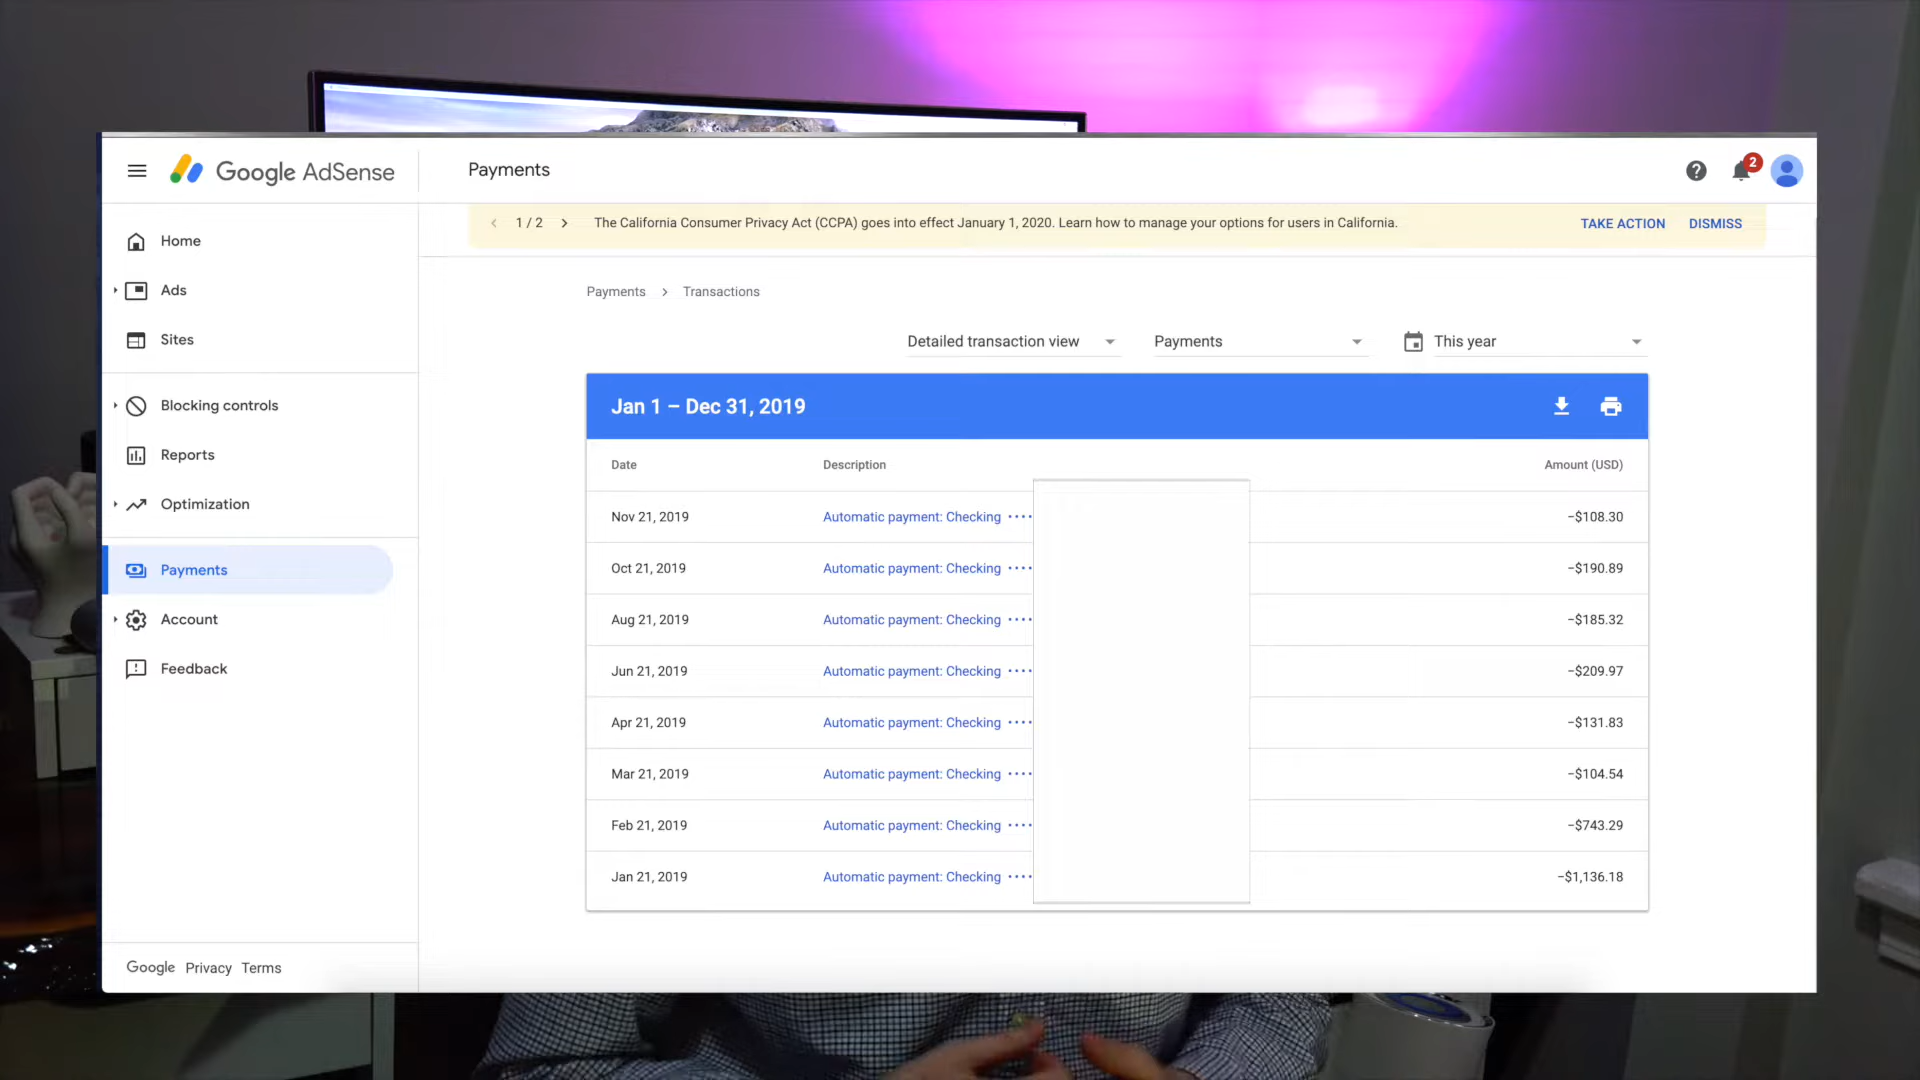 Google AdSense
Payments
2
Home
Ads
Sites
Blocking controls
Reports
Optimization
Payments
Account
Feedback
Google Privacy Terms
1 / 2 The California Consumer Privacy Act (CCPA) goes into effect January 1, 2020. Learn how to manage your options for users in California. TAKE ACTION DISMISS
Payments > Transactions
Detailed transaction view Payments This year
Jan 1 – Dec 31, 2019
Date Description Amount (USD)
Nov 21, 2019 Automatic payment: Checking •••• −$108.30
Oct 21, 2019 Automatic payment: Checking •••• −$190.89
Aug 21, 2019 Automatic payment: Checking •••• −$185.32
Jun 21, 2019 Automatic payment: Checking •••• −$209.97
Apr 21, 2019 Automatic payment: Checking •••• −$131.83
Mar 21, 2019 Automatic payment: Checking •••• −$104.54
Feb 21, 2019 Automatic payment: Checking •••• −$743.29
Jan 21, 2019 Automatic payment: Checking •••• −$1,136.18